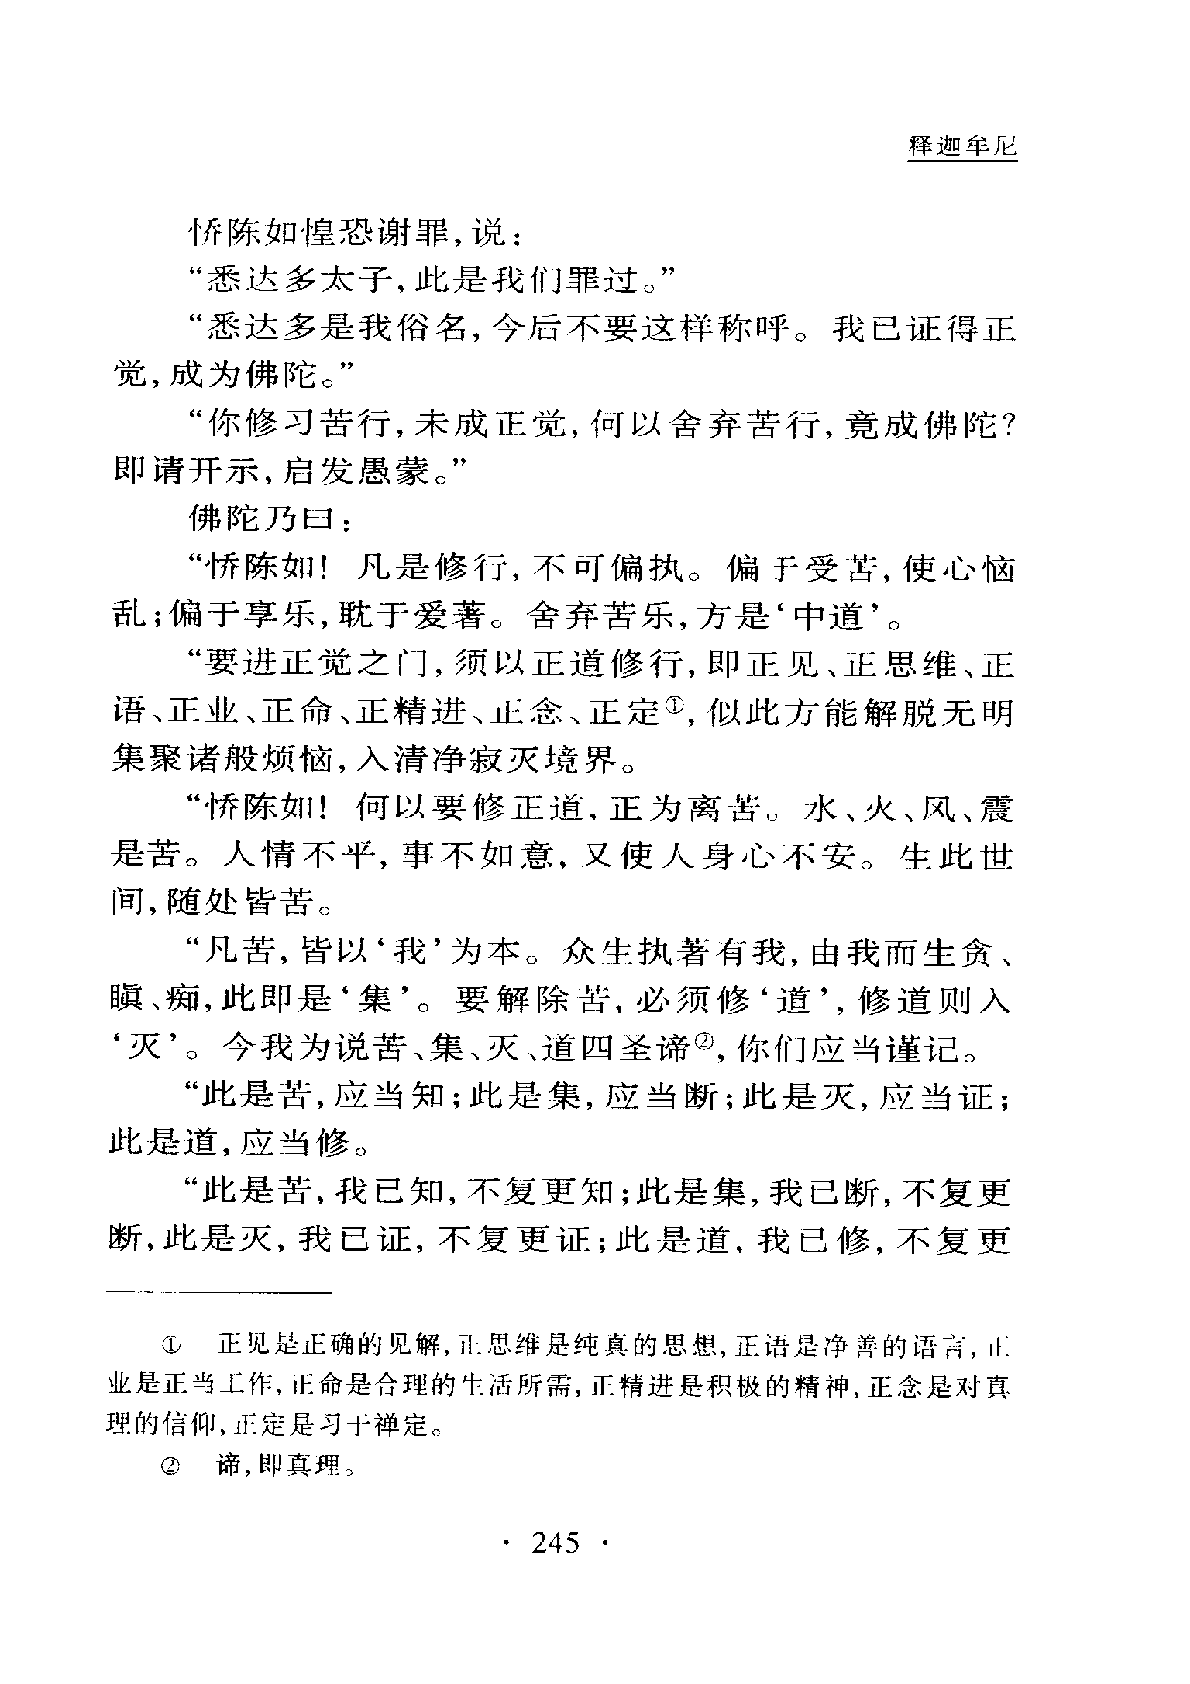 释迦牟尼
憍陈如惶恐谢罪,说:
“悉达多太子,此是我们罪过。”
“悉达多是我俗名,今后不要这样称呼。我已证得正
觉,成为佛陀。”
“你修习苦行,未成正觉,何以舍弃苦行,竟成佛陀?
即请开示,启发愚蒙。”
佛陀乃曰:
“憍陈如! 凡是修行,不可偏执。偏于受苦,使心恼
乱;偏于享乐,耽于爱著。舍弃苦乐,方是‘中道’。
“要进正觉之门,须以正道修行,即正见、正思维、正
语、正业、正命、正精进、正念、正定①,似此方能解脱无明
集聚诸般烦恼,入清净寂灭境界。
“憍陈如! 何以要修正道,正为离苦。水、火、风、震
是苦。人情不平,事不如意,又使人身心不安。生此世
间,随处皆苦。
“凡苦,皆以‘我’为本。众生执著有我,由我而生贪、
瞋、痴,此即是‘集’。要解除苦,必须修‘道’,修道则入
‘灭’。今我为说苦、集、灭、道四圣谛②,你们应当谨记。
“此是苦,应当知;此是集,应当断;此是灭,应当证;
此是道,应当修。
“此是苦,我已知,不复更知;此是集,我已断,不复更
断,此是灭,我已证,不复更证;此是道,我已修,不复更
① 正见是正确的见解,正思维是纯真的思想,正语是净善的语言,正
业是正当工作,正命是合理的生活所需,正精进是积极的精神,正念是对真
理的信仰,正定是习于禅定。
② 谛,即真理。
· 245 ·